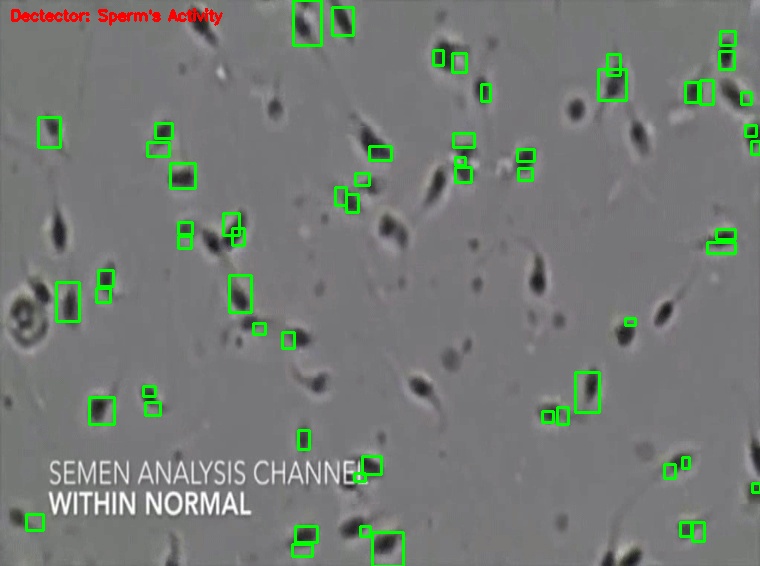 Dectector: Sperm's Activity
SEMEN ANALYSIS CHANNEL
WITHIN NORMAL